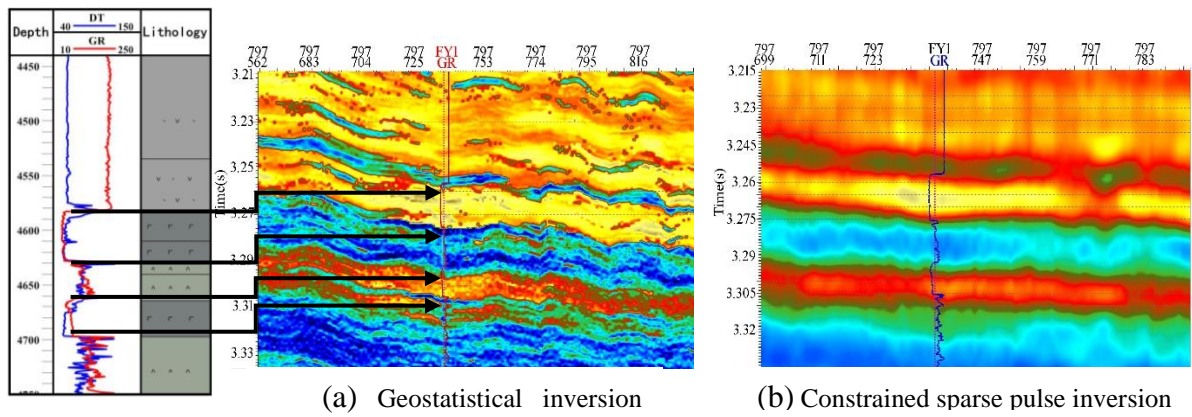 DT
Depth 40 150 Lithology
GR
10 250
4450
4500
4550
4600
4650
4700
797 797 797 797 FY1 797 797 797 797
562 683 704 725 GR 753 774 795 816
3.21
3.23
3.25
3.27
3.29
3.31
3.33
Time(s)
(a) Geostatistical inversion
797 797 797 FY1 797 797 797 797
699 711 723 GR 747 759 771 783
3.215
3.23
3.245
3.26
3.275
3.29
3.305
3.32
Time(s)
(b) Constrained sparse pulse inversion